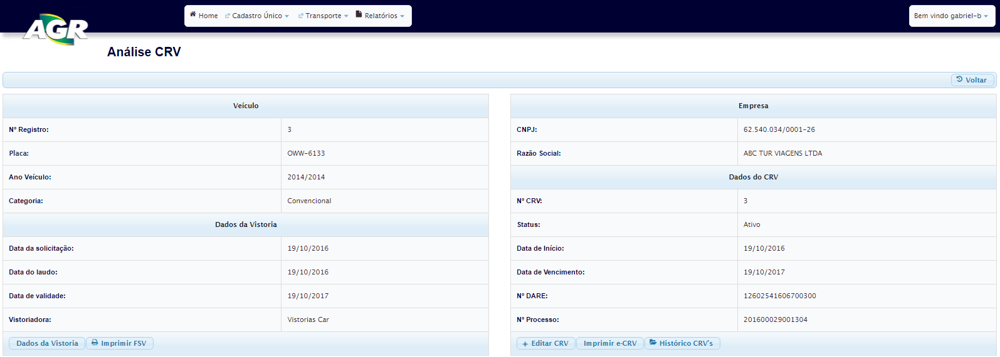 AGR
Home Cadastro Único Transporte Relatórios
Bem vindo gabriel-b
Análise CRV
Voltar
Veículo
Nº Registro: 3
Placa: OWW-6133
Ano Veículo: 2014/2014
Categoria: Convencional
Dados da Vistoria
Data da solicitação: 19/10/2016
Data do laudo: 19/10/2016
Data de validade: 19/10/2017
Vistoriadora: Vistorias Car
Dados da Vistoria Imprimir FSV
Empresa
CNPJ: 62.540.034/0001-26
Razão Social: ABC TUR VIAGENS LTDA
Dados do CRV
Nº CRV: 3
Status: Ativo
Data de Início: 19/10/2016
Data de Vencimento: 19/10/2017
Nº DARE: 12602541606700300
Nº Processo: 201600029001304
Editar CRV Imprimir e-CRV Histórico CRV's